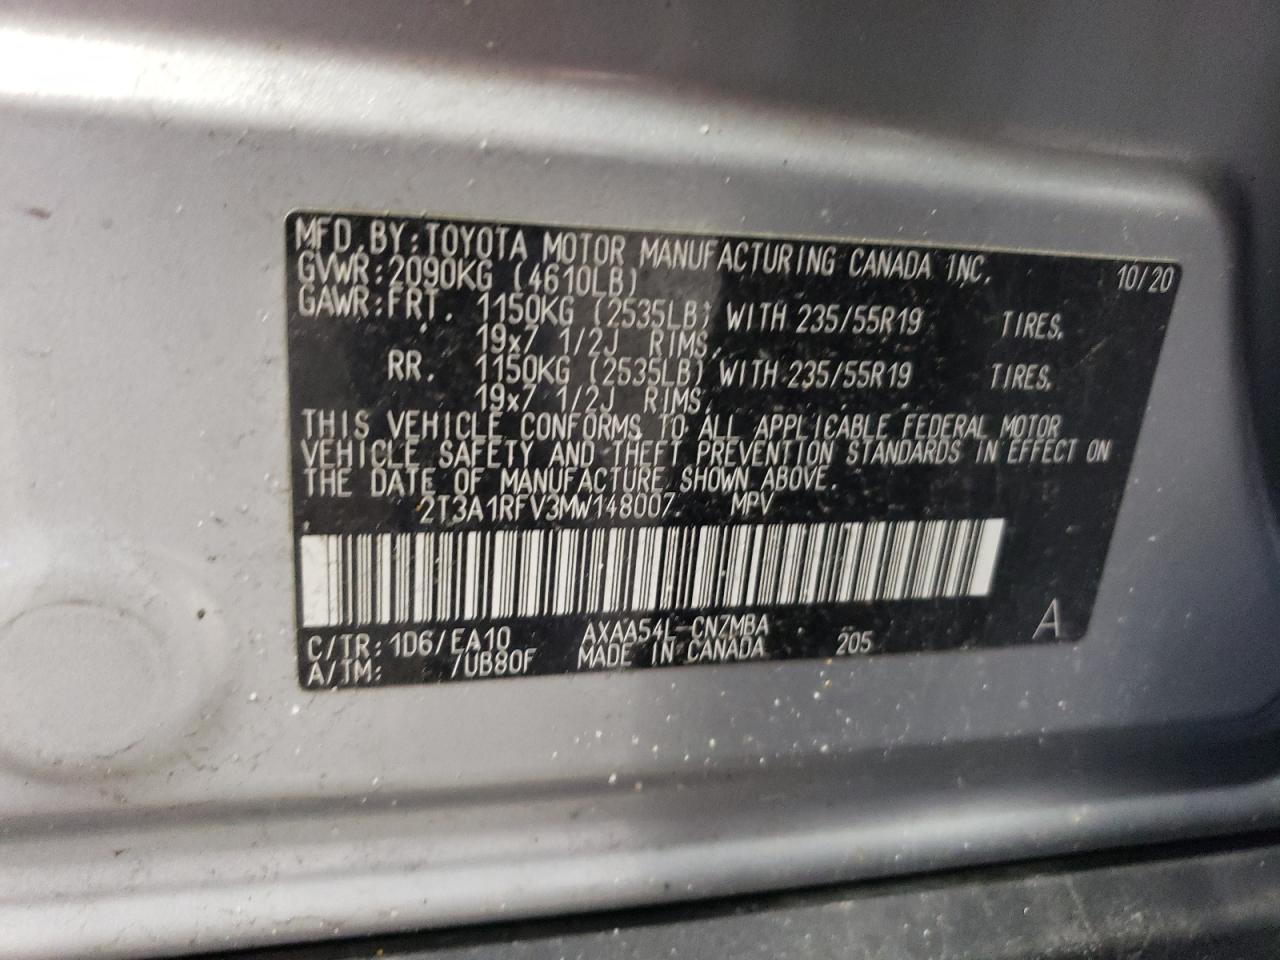 MFD. BY: TOYOTA MOTOR MANUFACTURING CANADA INC. 10/20
GVWR: 2090KG (4610LB)
GAWR: FRT. 1150KG (2535LB) WITH 235/55R19 TIRES,
19x7 1/2J RIMS,
RR. 1150KG (2535LB) WITH 235/55R19 TIRES,
19x7 1/2J RIMS,
THIS VEHICLE CONFORMS TO ALL APPLICABLE FEDERAL MOTOR
VEHICLE SAFETY AND THEFT PREVENTION STANDARDS IN EFFECT ON
THE DATE OF MANUFACTURE SHOWN ABOVE.
2T3A1RFV3MW148007 MPV
C/TR: 1D6/EA10 AXAA54L-CNZMBA 205 A
A/TM: /UB80F MADE IN CANADA